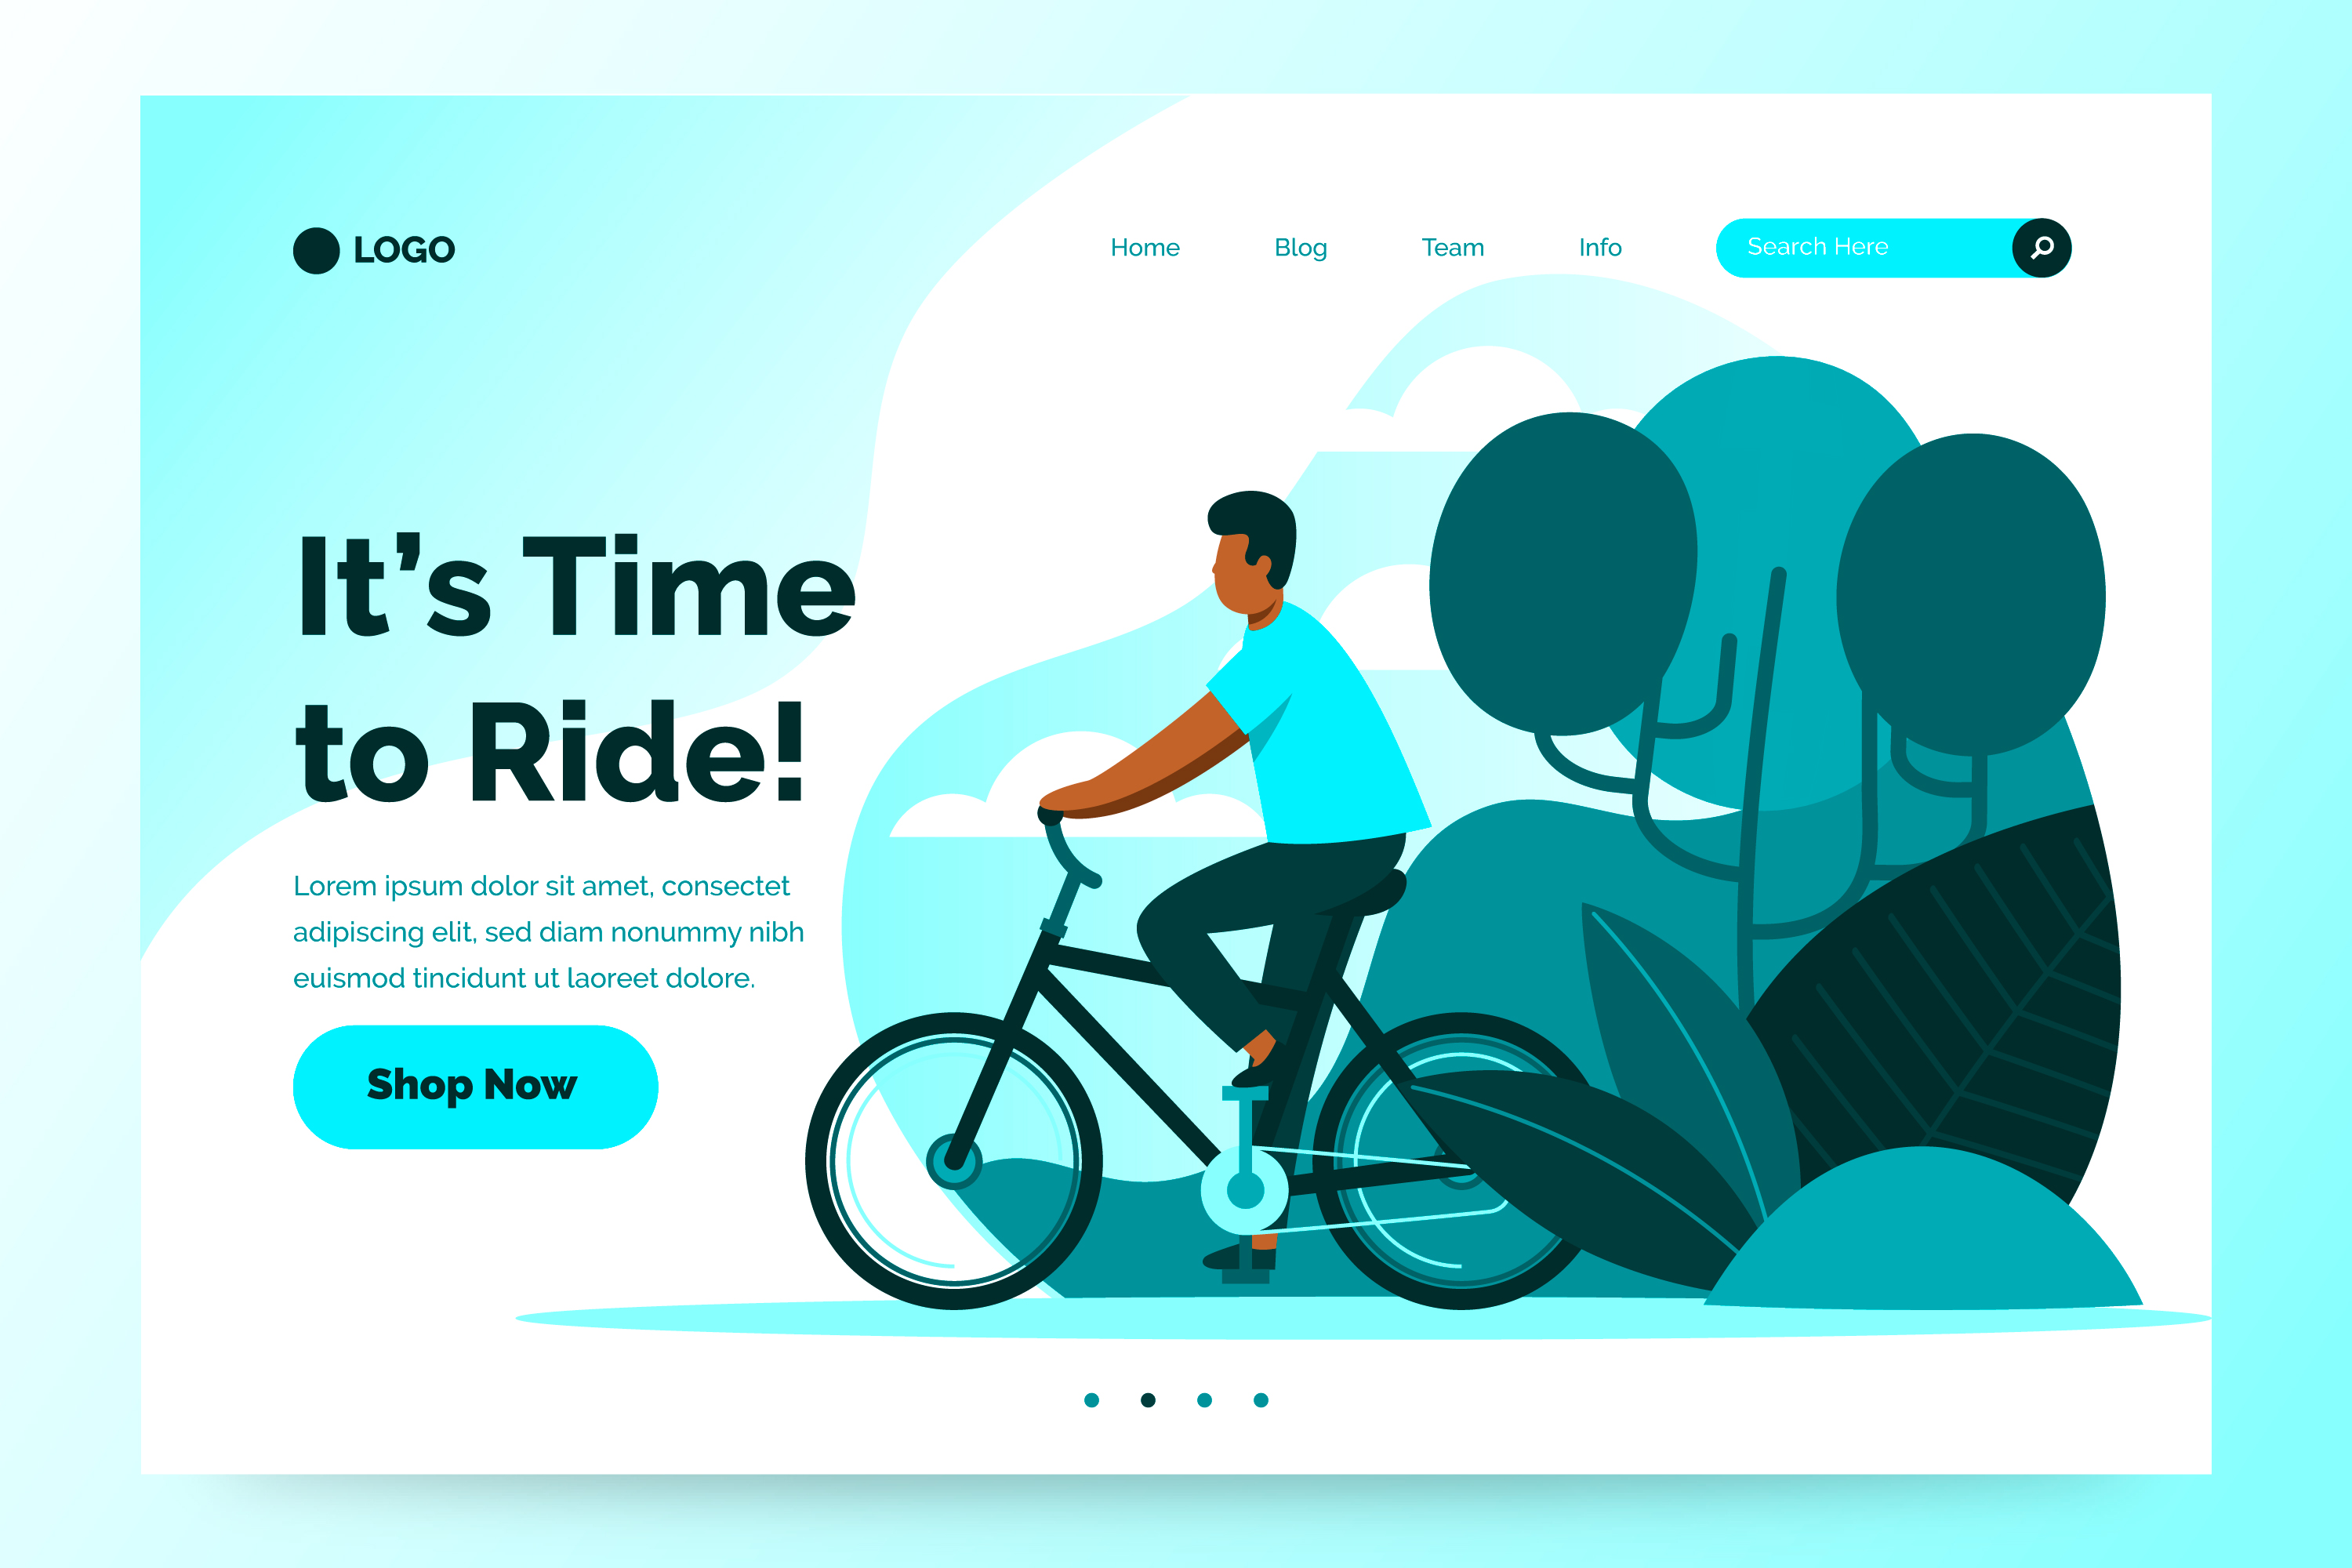 LOGO
Home
Blog
Team
Info
Search Here
It’s Time
to Ride!
Lorem ipsum dolor sit amet, consectet
adipiscing elit, sed diam nonummy nibh
euismod tincidunt ut laoreet dolore.
Shop Now